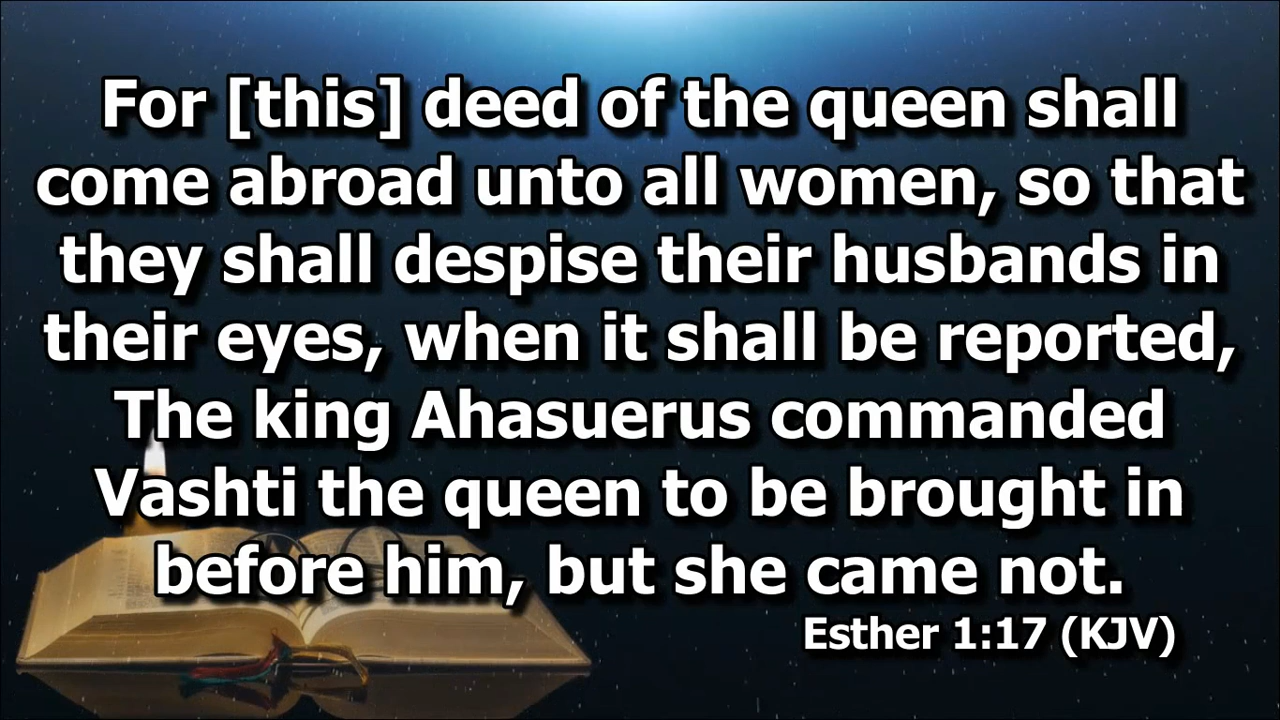 For [this] deed of the queen shall
come abroad unto all women, so that
they shall despise their husbands in
their eyes, when it shall be reported,
The king Ahasuerus commanded
Vashti the queen to be brought in
before him, but she came not.
Esther 1:17 (KJV)